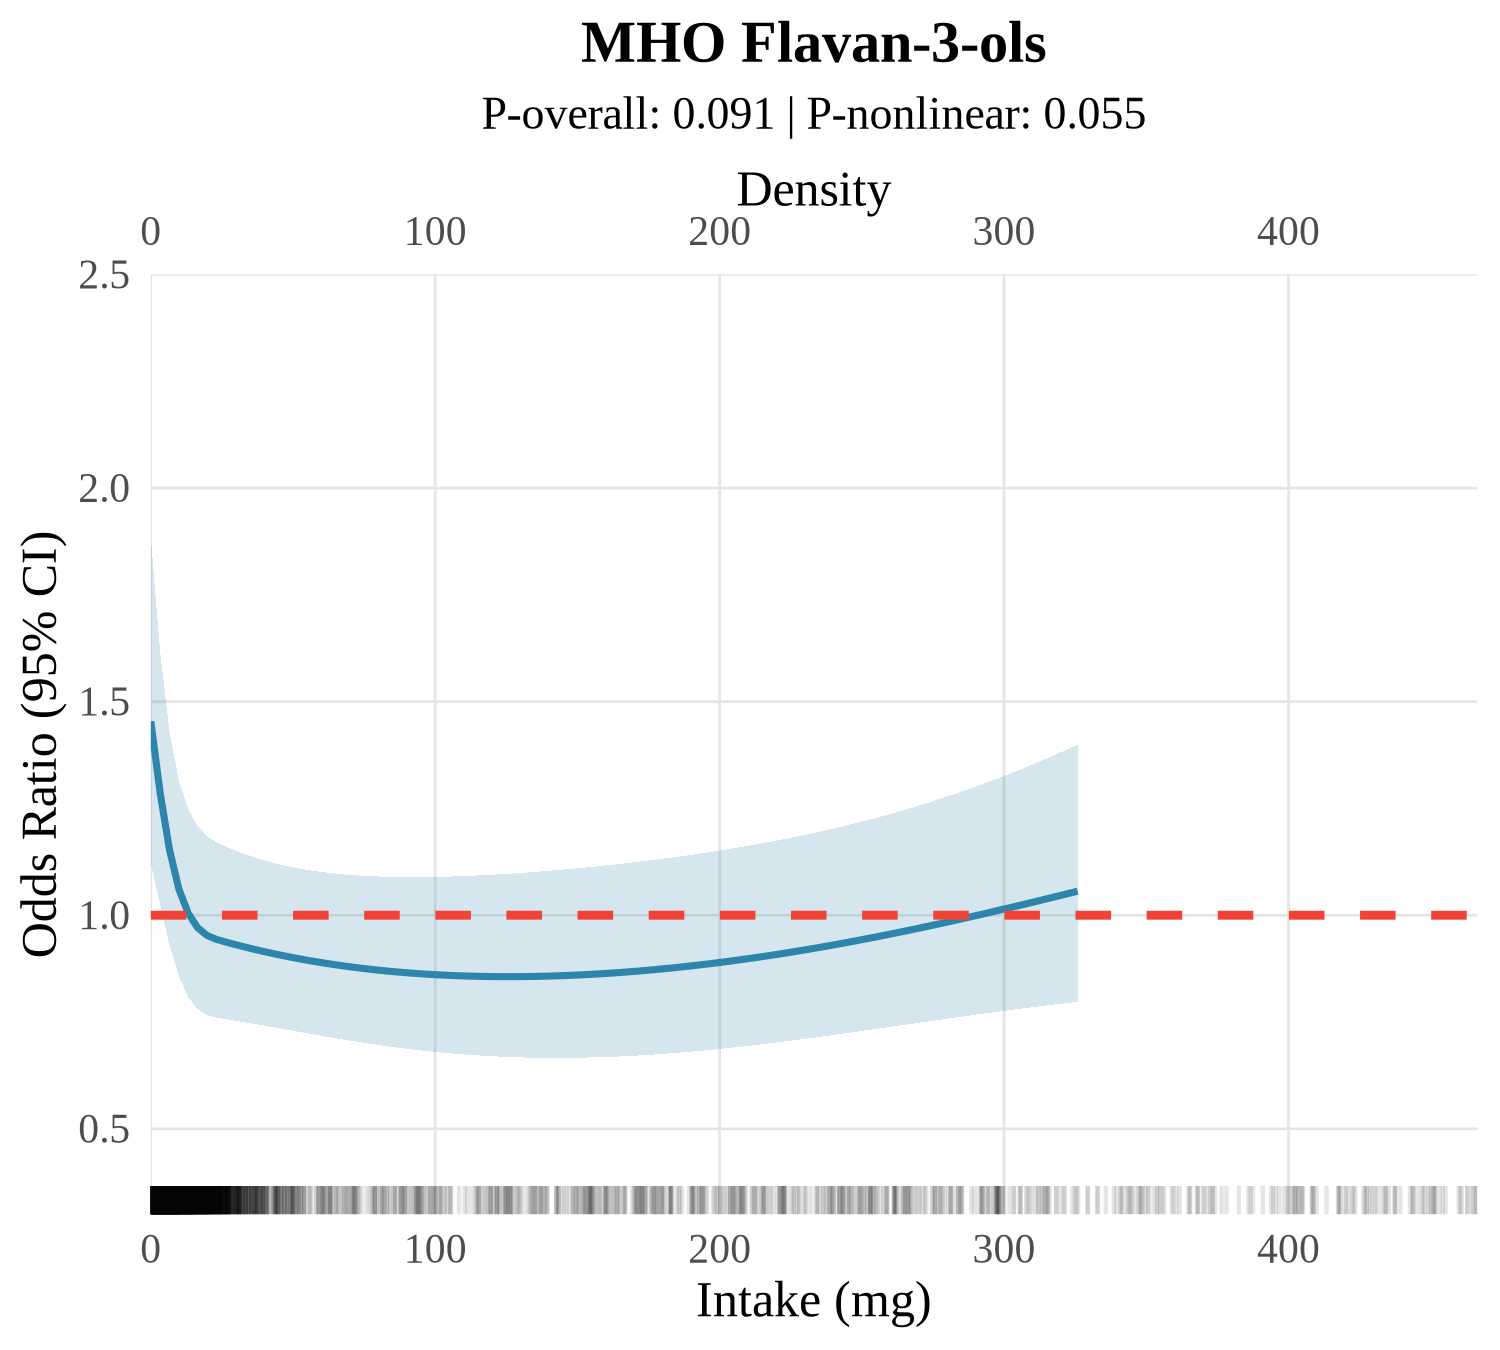 MHO Flavan-3-ols
P-overall: 0.091 | P-nonlinear: 0.055
Density
0 100 200 300 400
2.5
2.0
1.5
1.0
0.5
Odds Ratio (95% CI)
0 100 200 300 400
Intake (mg)